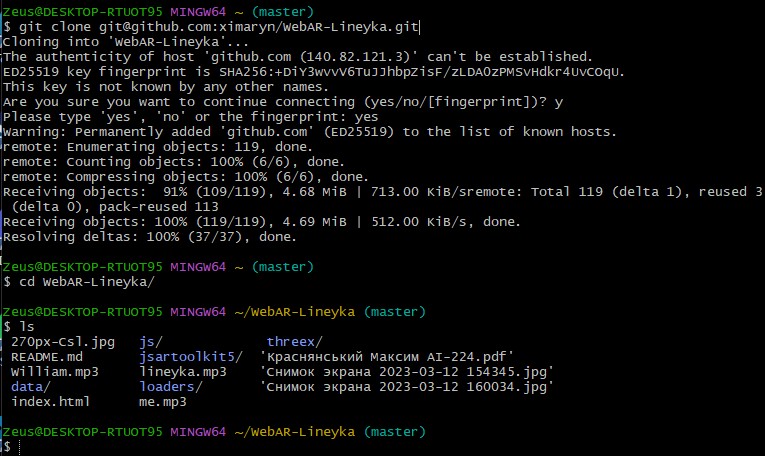 Zeus@DESKTOP-RTUOT95 MINGW64 ~ (master)
$ git clone git@github.com:ximaryn/WebAR-Lineyka.git
Cloning into 'WebAR-Lineyka'...
The authenticity of host 'github.com (140.82.121.3)' can't be established.
ED25519 key fingerprint is SHA256:+DiY3wvvV6TuJJhbpZisF/zLDA0zPMSvHdkr4UvCOqU.
This key is not known by any other names.
Are you sure you want to continue connecting (yes/no/[fingerprint])? y
Please type 'yes', 'no' or the fingerprint: yes
Warning: Permanently added 'github.com' (ED25519) to the list of known hosts.
remote: Enumerating objects: 119, done.
remote: Counting objects: 100% (6/6), done.
remote: Compressing objects: 100% (6/6), done.
Receiving objects:  91% (109/119), 4.68 MiB | 713.00 KiB/sremote: Total 119 (delta 1), reused 3
(delta 0), pack-reused 113
Receiving objects: 100% (119/119), 4.69 MiB | 512.00 KiB/s, done.
Resolving deltas: 100% (37/37), done.
Zeus@DESKTOP-RTUOT95 MINGW64 ~ (master)
$ cd WebAR-Lineyka/
Zeus@DESKTOP-RTUOT95 MINGW64 ~/WebAR-Lineyka (master)
$ ls
270px-Csl.jpg   js/             threex/
README.md       jsartoolkit5/  'Краснянський Максим АІ-224.pdf'
William.mp3     lineyka.mp3    'Снимок экрана 2023-03-12 154345.jpg'
data/           loaders/       'Снимок экрана 2023-03-12 160034.jpg'
index.html      me.mp3
Zeus@DESKTOP-RTUOT95 MINGW64 ~/WebAR-Lineyka (master)
$